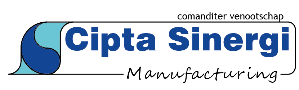 comanditer venootschap
Cipta Sinergi
Manufacturing